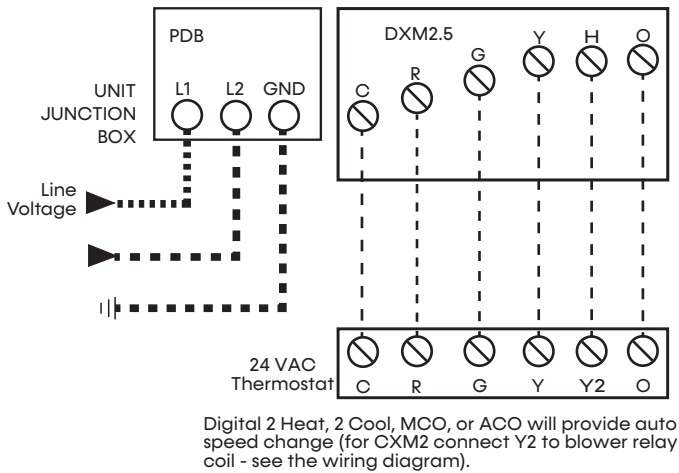 PDB
L1 L2 GND
UNIT
JUNCTION
BOX
Line
Voltage
DXM2.5
C R G Y H O
24 VAC
Thermostat
C R G Y Y2 O
Digital 2 Heat, 2 Cool, MCO, or ACO will provide auto
speed change (for CXM2 connect Y2 to blower relay
coil - see the wiring diagram).